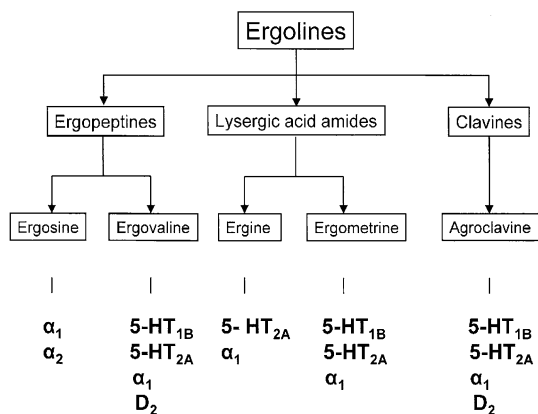 Ergolines
Ergopeptines Lysergic acid amides Clavines
Ergosine Ergovaline Ergine Ergometrine Agroclavine
α₁ 5-HT₁B 5- HT₂A 5-HT₁B 5-HT₁B
α₂ 5-HT₂A α₁ 5-HT₂A 5-HT₂A
α₁ α₁ α₁
D₂ D₂